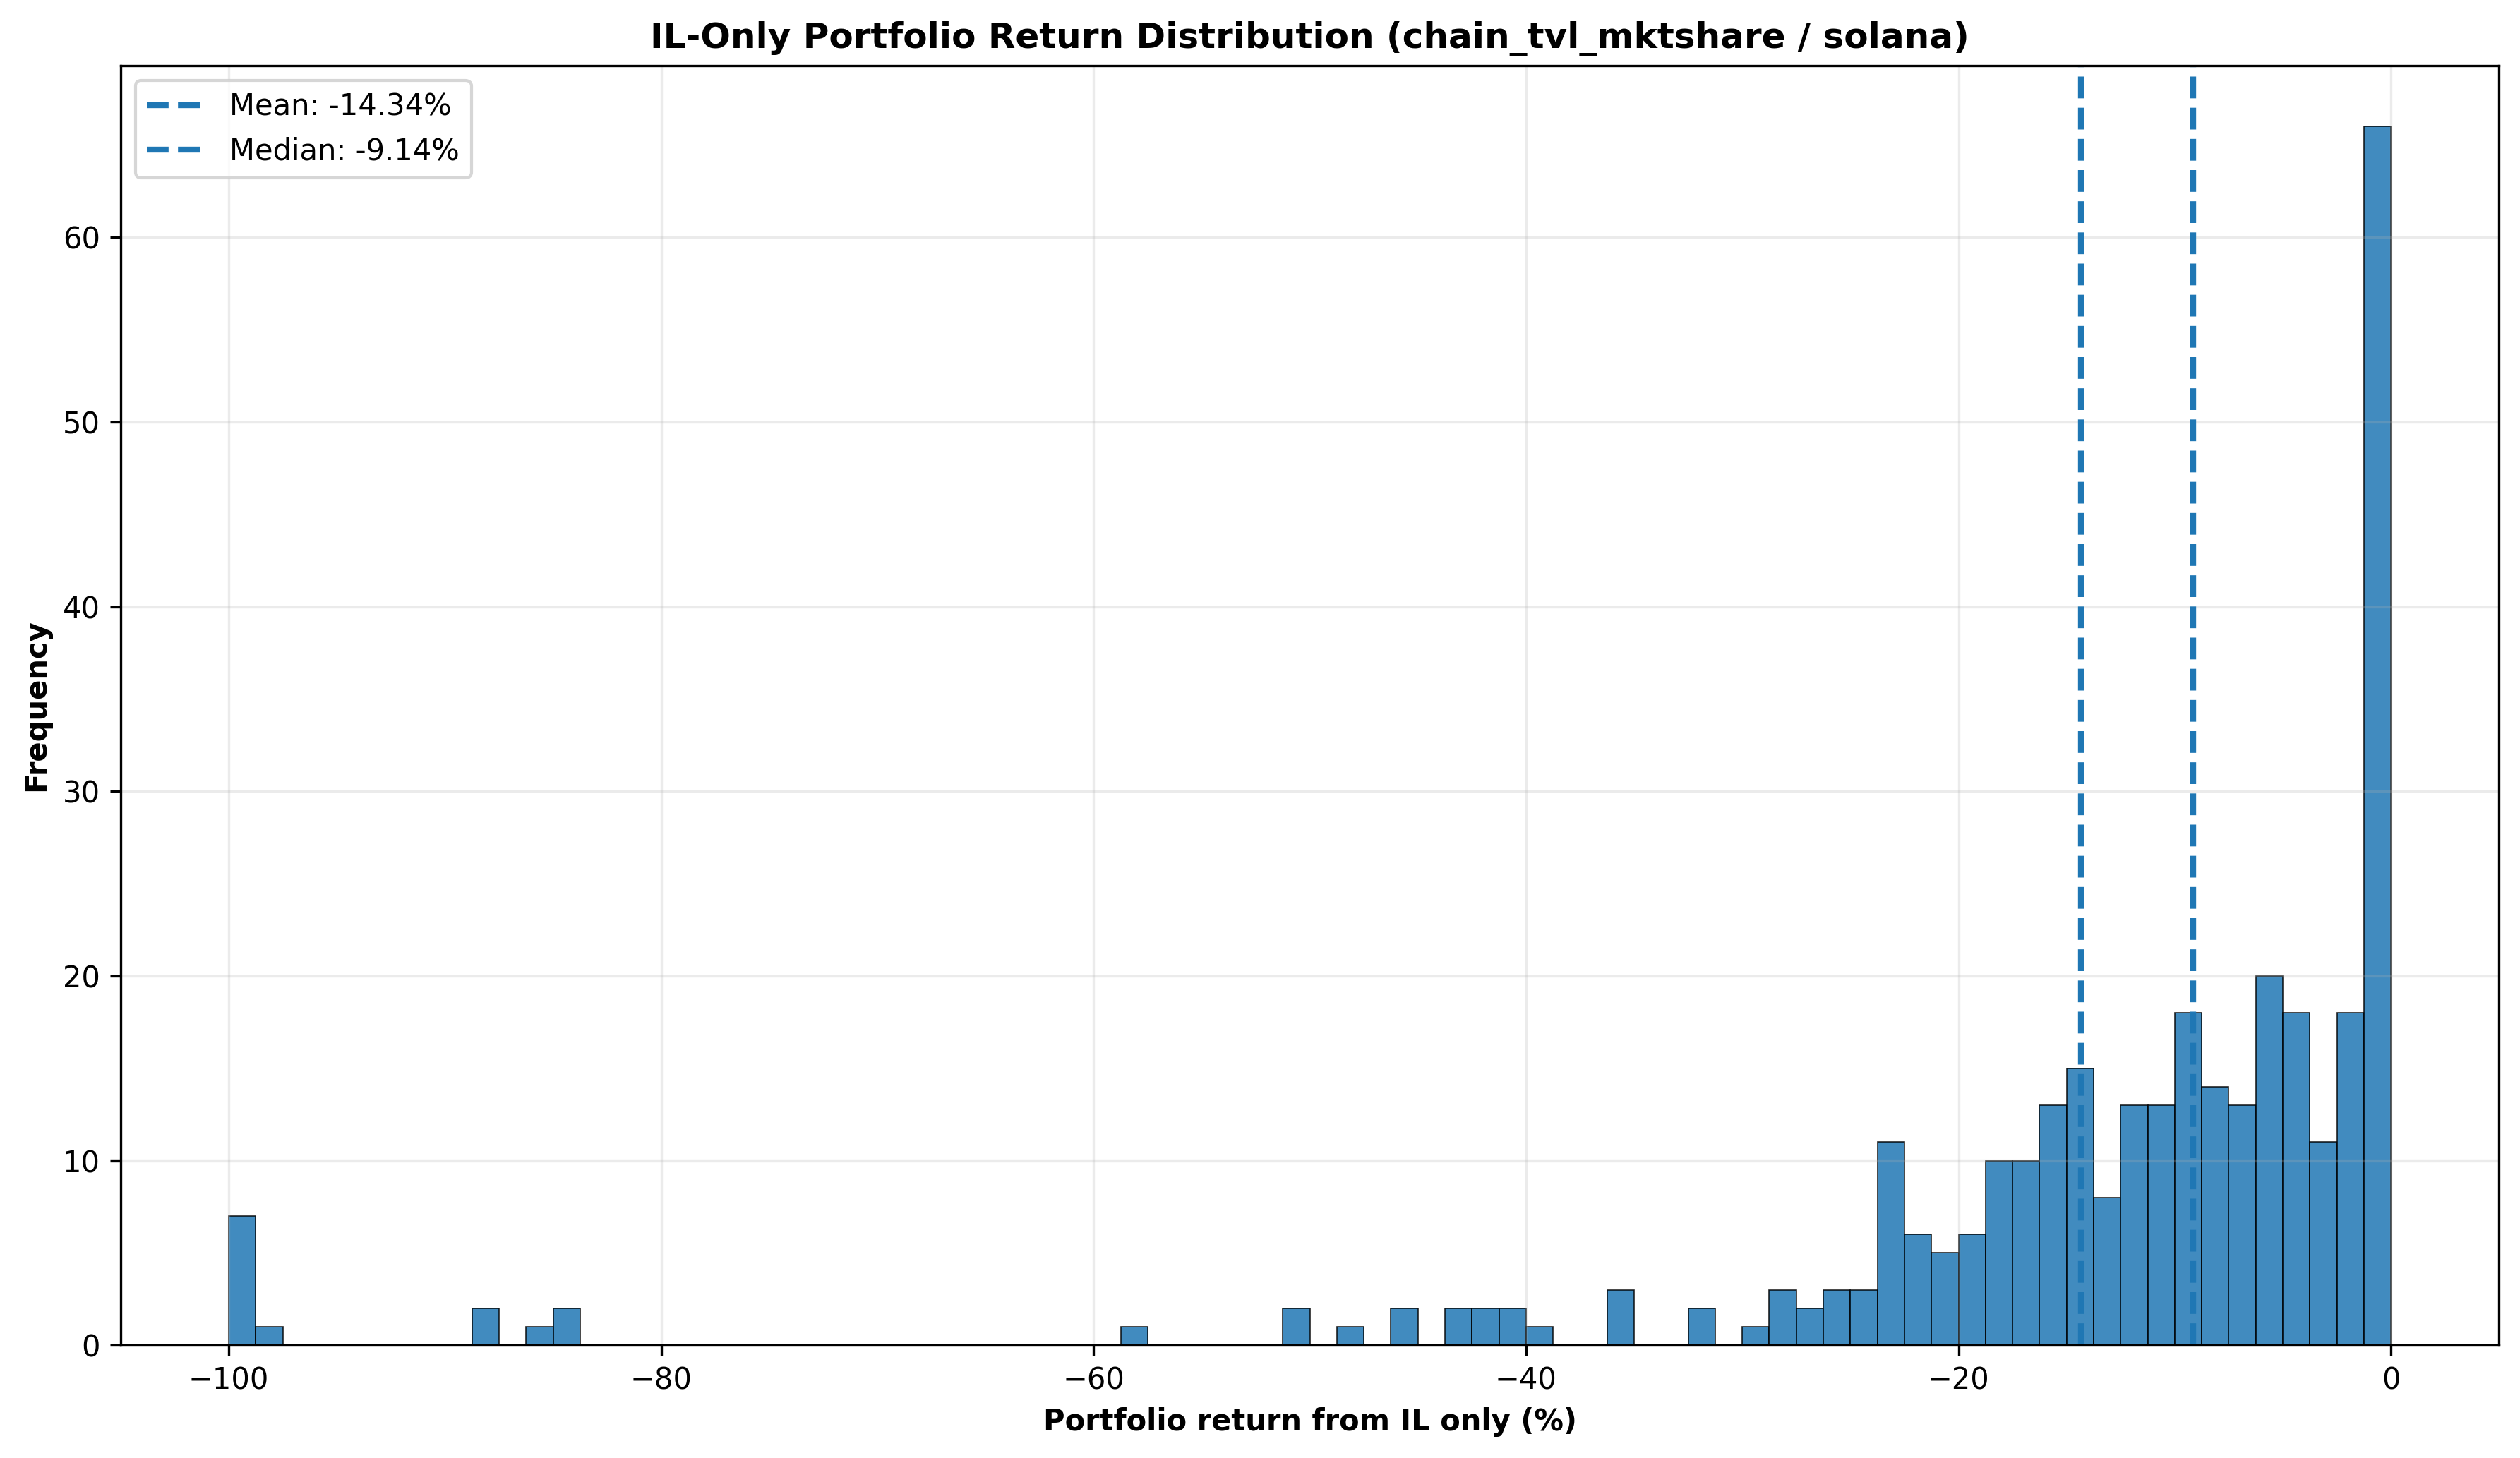 IL-Only Portfolio Return Distribution (chain_tvl_mktshare / solana)
Mean: -14.34%
Median: -9.14%
60
50
40
30
20
10
0
Frequency
−100
−80
−60
−40
−20
0
Portfolio return from IL only (%)